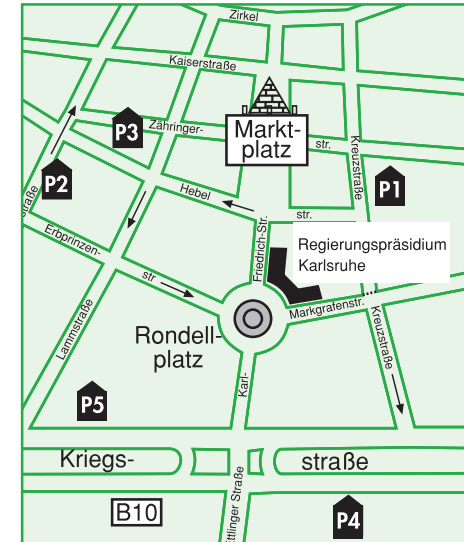 Zirkel
Kaiserstraße
P3
Zähringer-
str.
Markt-
platz
Kreuzstraße
P2
straße
P1
Hebel
str.
Friedrich-Str.
Erbprinzen-
str
Regierungspräsidium
Karlsruhe
Markgrafenstr.
Rondell-
platz
Lammstraße
Kreuzstraße
Karl-
P5
Kriegs-
straße
Ettlinger Straße
B10
P4